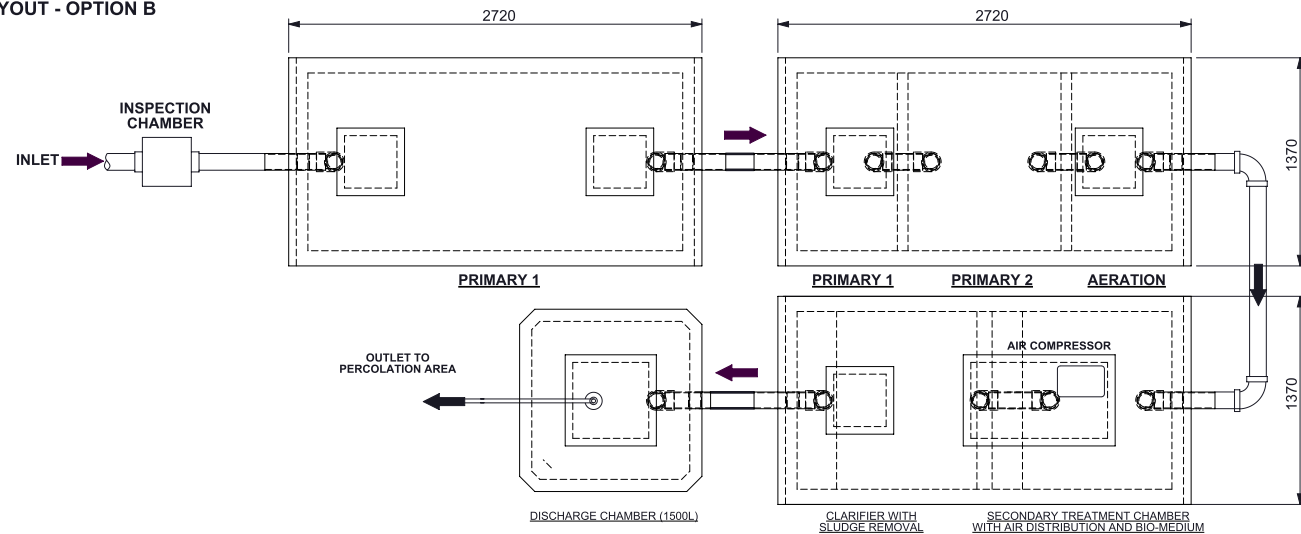 YOUT - OPTION B
2720
2720
INSPECTION
CHAMBER
INLET
1370
PRIMARY 1
PRIMARY 1
PRIMARY 2
AERATION
AIR COMPRESSOR
OUTLET TO
PERCOLATION AREA
1370
DISCHARGE CHAMBER (1500L)
CLARIFIER WITH
SLUDGE REMOVAL
SECONDARY TREATMENT CHAMBER
WITH AIR DISTRIBUTION AND BIO-MEDIUM